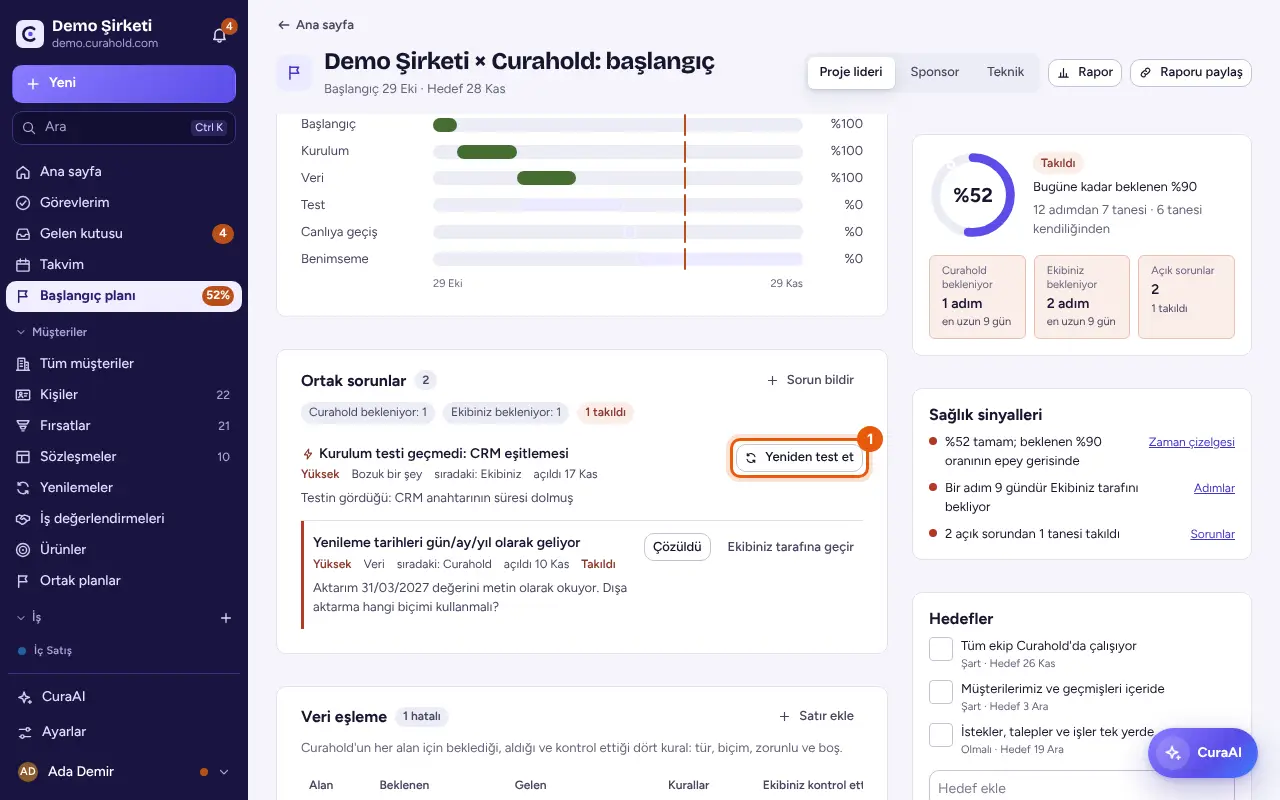 Demo Şirketi
demo.curahold.com
4
Yeni
Ara
Ctrl K
Ana sayfa
Görevlerim
Gelen kutusu
4
Takvim
Başlangıç planı
52%
Müşteriler
Tüm müşteriler
Kişiler
22
Fırsatlar
21
Sözleşmeler
10
Yenilemeler
İş değerlendirmeleri
Ürünler
Ortak planlar
İş
İç Satış
CuraAI
Ayarlar
AD
Ada Demir
Ana sayfa
Demo Şirketi × Curahold: başlangıç
Başlangıç 29 Eki · Hedef 28 Kas
Proje lideri
Sponsor
Teknik
Rapor
Raporu paylaş
Başlangıç
%100
Kurulum
%100
Veri
%100
Test
%0
Canlıya geçiş
%0
Benimseme
%0
29 Eki
29 Kas
Ortak sorunlar
2
Sorun bildir
Curahold bekleniyor: 1
Ekibiniz bekleniyor: 1
1 takıldı
Kurulum testi geçmedi: CRM eşitlemesi
Yüksek
Bozuk bir şey
sıradaki: Ekibiniz
açıldı 17 Kas
Testin gördüğü: CRM anahtarının süresi dolmuş
Yeniden test et
1
Yenileme tarihleri gün/ay/yıl olarak geliyor
Yüksek
Veri
sıradaki: Curahold
açıldı 10 Kas
Takıldı
Aktarım 31/03/2027 değerini metin olarak okuyor. Dışa
aktarma hangi biçimi kullanmalı?
Çözüldü
Ekibiniz tarafına geçir
Veri eşleme
1 hatalı
Satır ekle
Curahold'un her alan için beklediği, aldığı ve kontrol ettiği dört kural: tür, biçim, zorunlu ve boş.
Alan
Beklenen
Gelen
Kurallar
Ekibiniz kontrol ett
%52
Takıldı
Bugüne kadar beklenen %90
12 adımdan 7 tanesi · 6 tanesi
kendiliğinden
Curahold
bekleniyor
1 adım
en uzun 9 gün
Ekibiniz
bekleniyor
2 adım
en uzun 9 gün
Açık sorunlar
2
1 takıldı
Sağlık sinyalleri
%52 tamam; beklenen %90
oranının epey gerisinde
Zaman çizelgesi
Bir adım 9 gündür Ekibiniz tarafını
bekliyor
Adımlar
2 açık sorundan 1 tanesi takıldı
Sorunlar
Hedefler
Tüm ekip Curahold'da çalışıyor
Şart · Hedef 26 Kas
Müşterilerimiz ve geçmişleri içeride
Şart · Hedef 3 Ara
İstekler, talepler ve işler tek yerde
Olmalı · Hedef 19 Ara
Hedef ekle
CuraAI